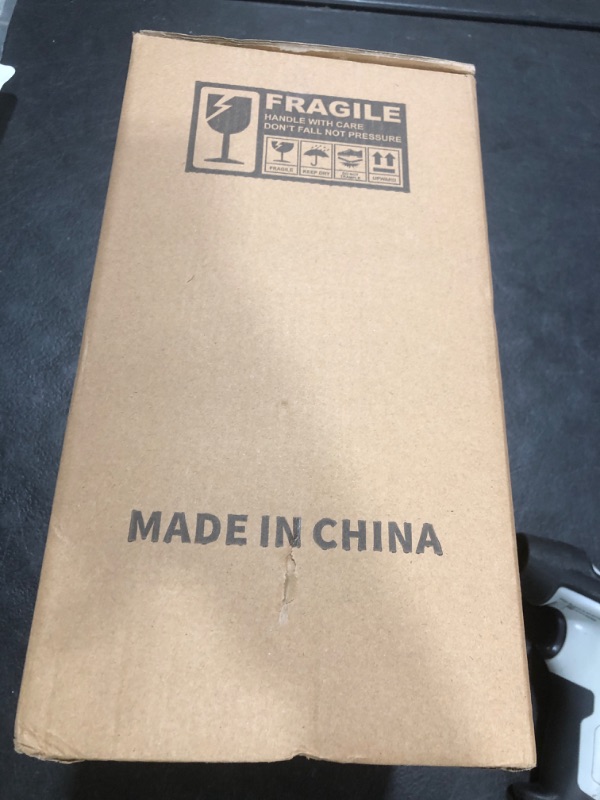 FRAGILE
HANDLE WITH CARE
DON'T FALL NOT PRESSURE
FRAGILE
KEEP DRY
UPWARD
MADE IN CHINA